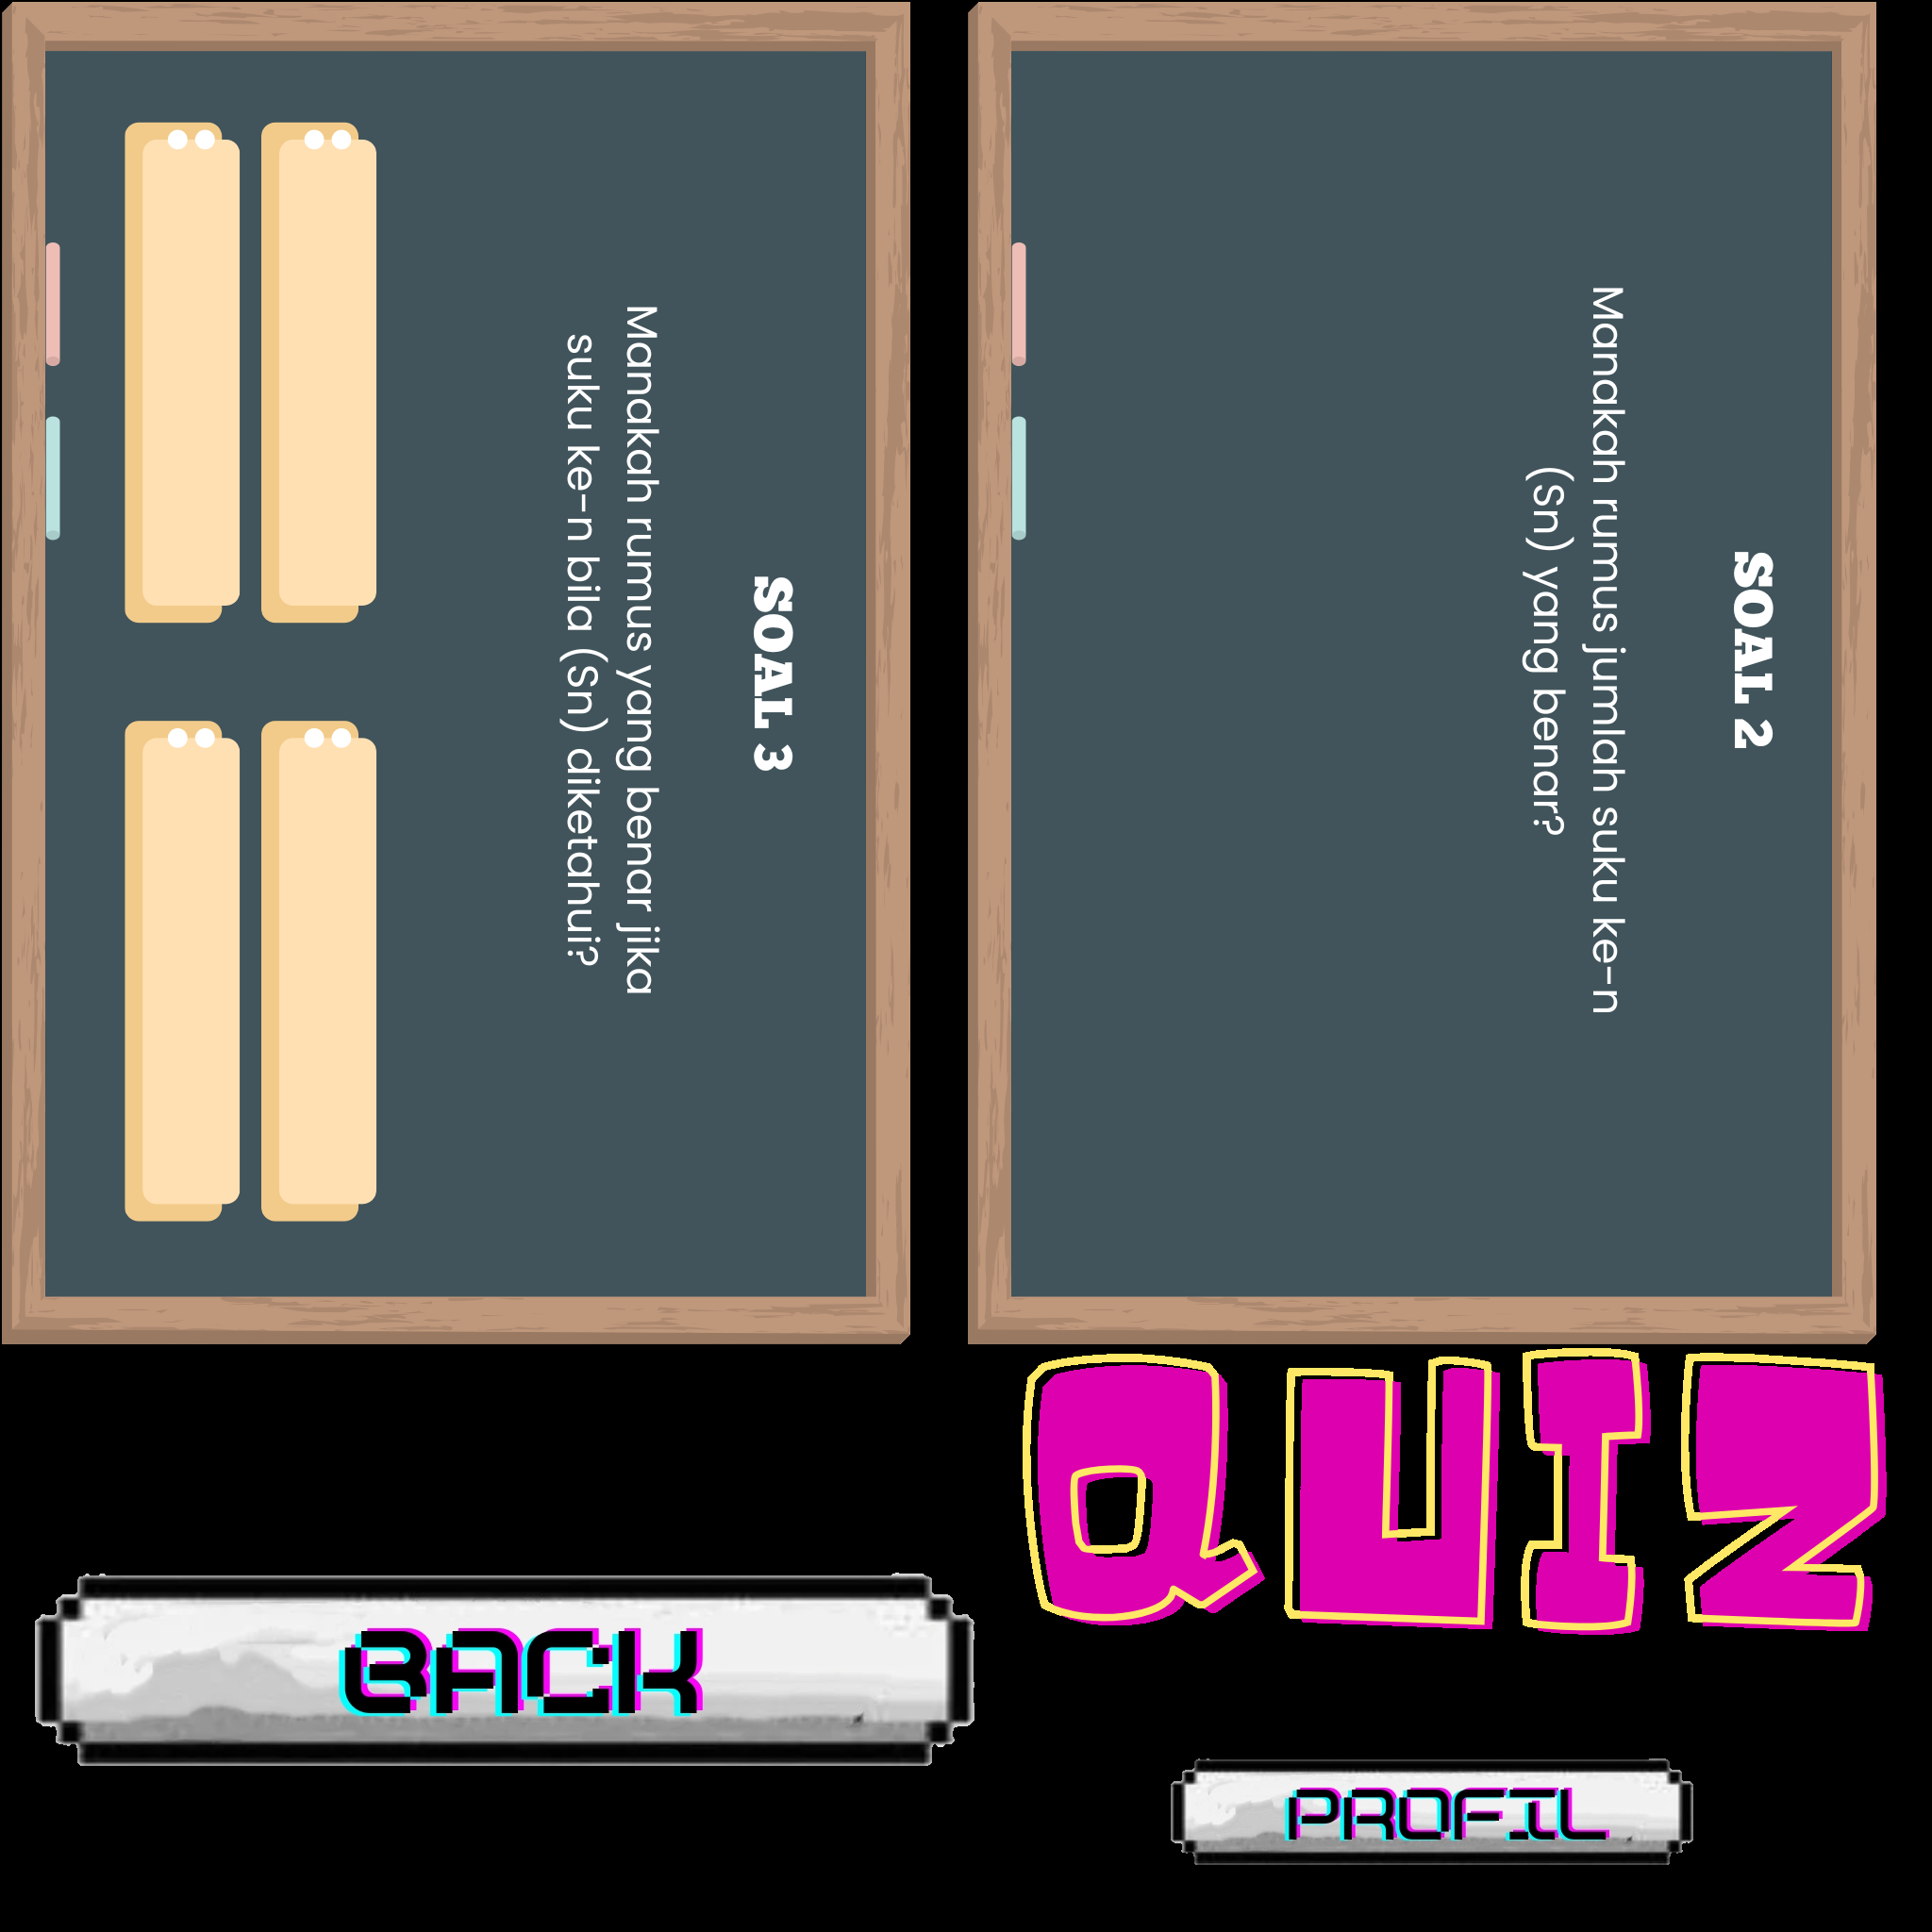 SOAL 3
Manakah rumus yang benar jika
suku ke-n bila (Sn) diketahui?
SOAL 2
Manakah rumus jumlah suku ke-n
(Sn) yang benar?
QUIZ
BACK
PROFIL